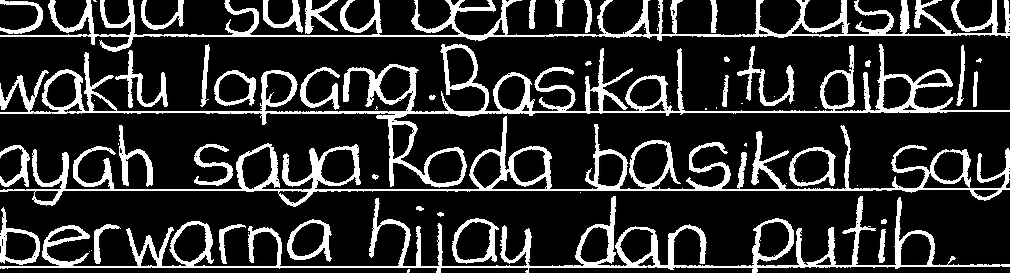 Saya suka bermain basikal
waktu lapang. Basikal itu dibeli
ayah saya. Roda basikal say
berwarna hijau dan putih.